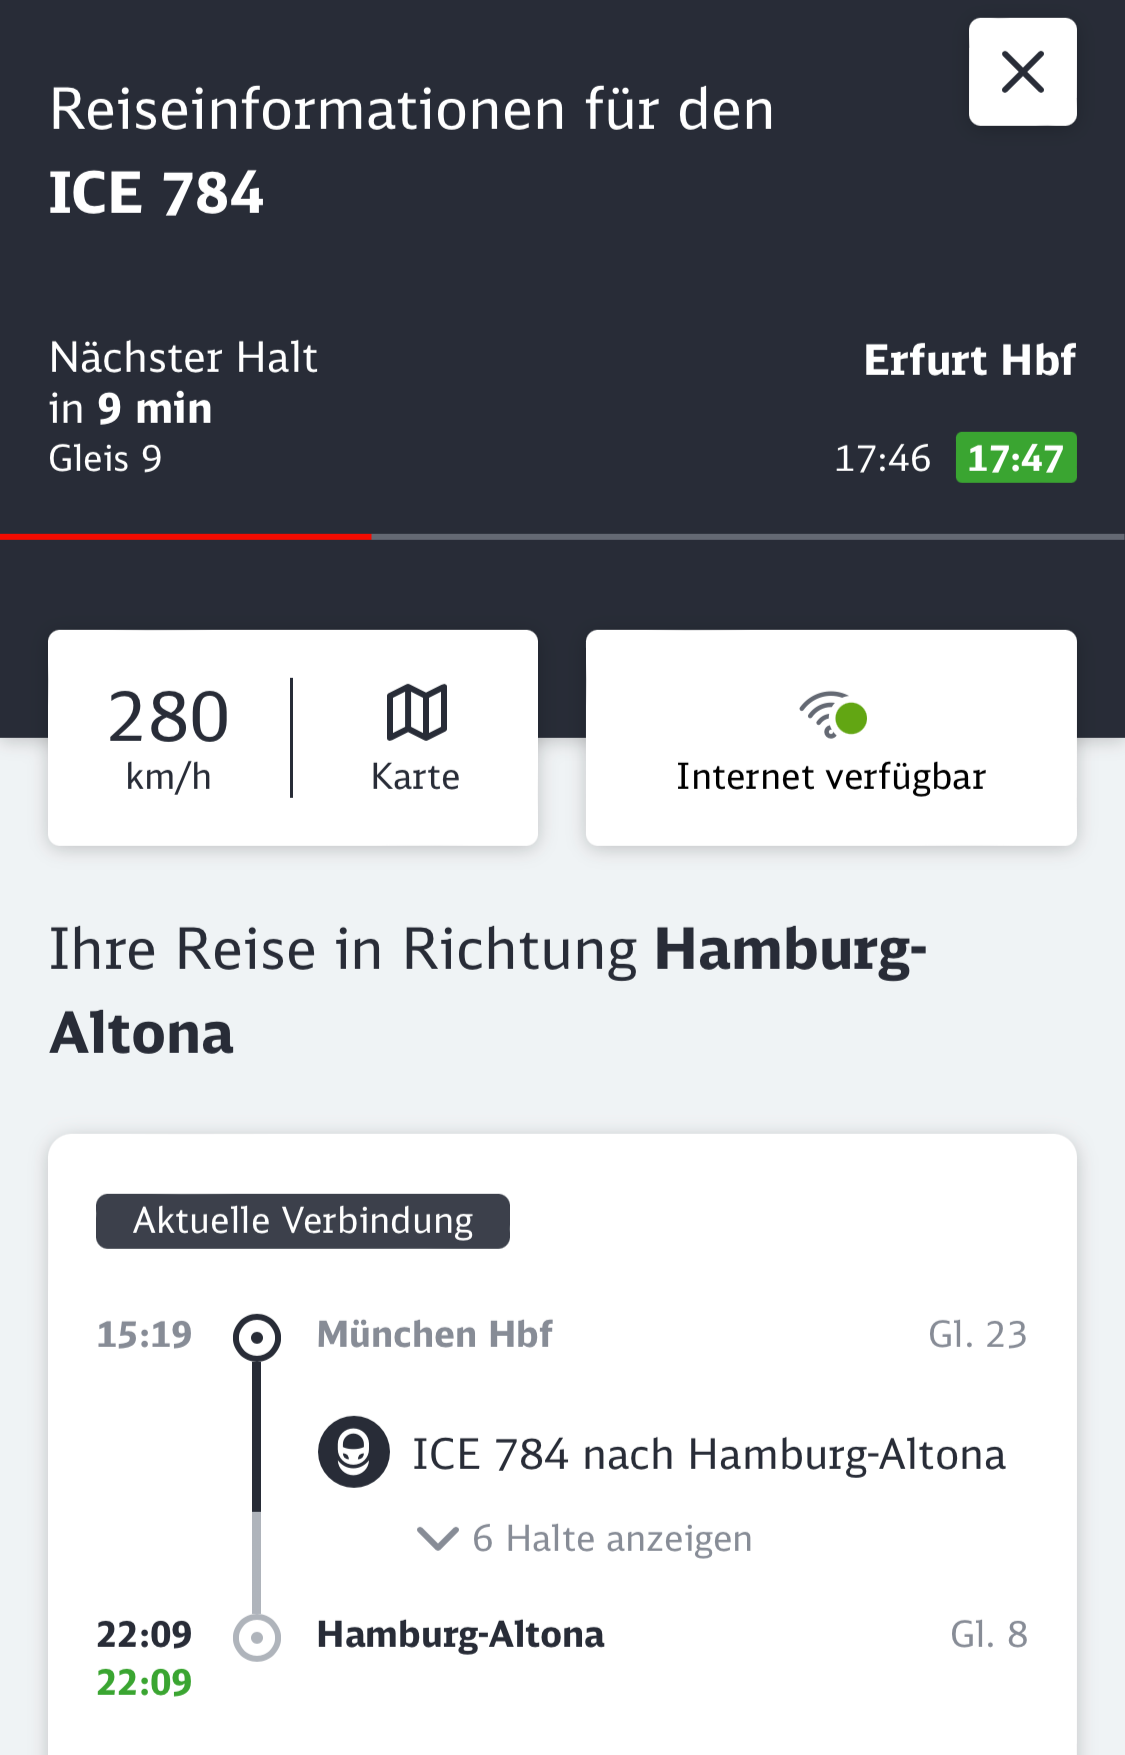 Reiseinformationen für den
ICE 784
Nächster Halt
in 9 min
Gleis 9
Erfurt Hbf
17:46 17:47
280
km/h
Karte
Internet verfügbar
Ihre Reise in Richtung Hamburg-
Altona
Aktuelle Verbindung
15:19 München Hbf Gl. 23
ICE 784 nach Hamburg-Altona
6 Halte anzeigen
22:09 Hamburg-Altona Gl. 8
22:09